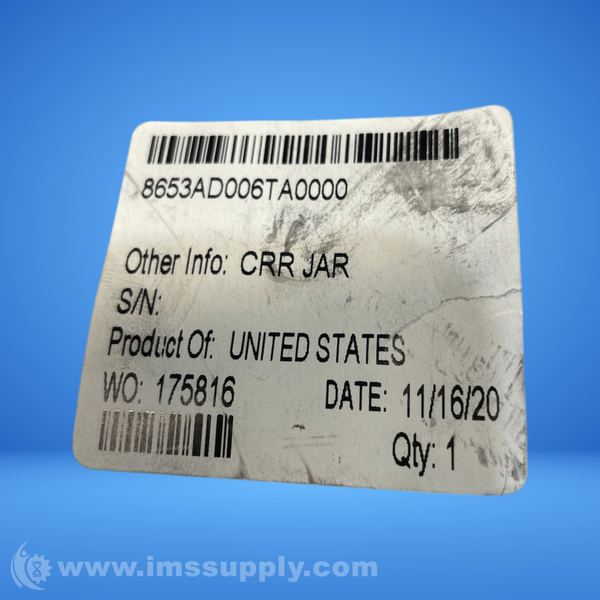 8653AD006TA0000
Other Info: CRR JAR
S/N:
Product Of: UNITED STATES
WO: 175816 DATE: 11/16/20
Qty: 1
www.imssupply.com